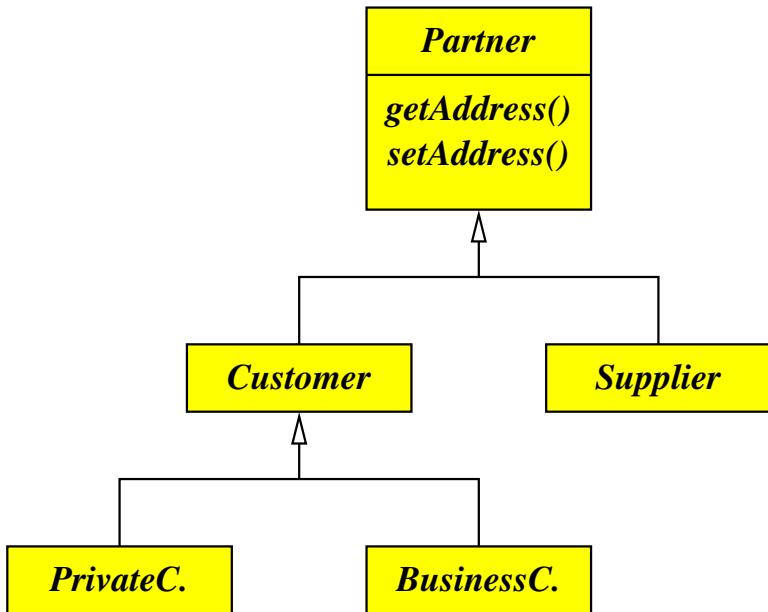 Partner
getAddress()
setAddress()
Customer
Supplier
PrivateC.
BusinessC.